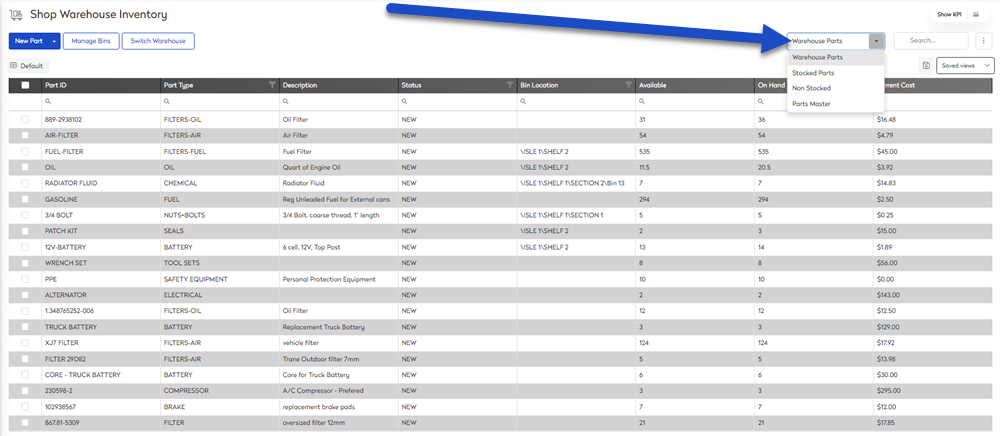 Shop Warehouse Inventory
Show KPI
New Part Manage Bins Switch Warehouse Warehouse Parts Search...
Warehouse Parts
Stocked Parts
Non Stocked
Parts Master
Default Saved views
Part ID Part Type Description Status Bin Location Available On Hand rent Cost
889-2938102 FILTERS-OIL Oil Filter NEW 31 36 $16.48
AIR-FILTER FILTERS-AIR Air Filter NEW 54 54 $4.79
FUEL-FILTER FILTERS-FUEL Fuel Filter NEW \ISLE 1\SHELF 2 535 535 $45.00
OIL OIL Quart of Engine Oil NEW \ISLE 1\SHELF 2 11.5 20.5 $3.92
RADIATOR FLUID CHEMICAL Radiator Fluid NEW \ISLE 1\SHELF 1\SECTION 2\Bin 13 7 7 $14.83
GASOLINE FUEL Reg Unleaded Fuel for External cans NEW 294 294 $2.50
3/4 BOLT NUTS+BOLTS 3/4 Bolt, coarse thread, 1" length NEW \ISLE 1\SHELF 1\SECTION 1 5 5 $0.25
PATCH KIT SEALS NEW \ISLE 1\SHELF 2 2 3 $15.00
12V-BATTERY BATTERY 6 cell, 12V, Top Post NEW \ISLE 1\SHELF 2 13 14 $1.89
WRENCH SET TOOL SETS NEW 8 8 $56.00
PPE SAFETY EQUIPMENT Personal Protection Equipment NEW 10 10 $0.00
ALTERNATOR ELECTRICAL NEW 2 2 $143.00
1.348765252-006 FILTERS-OIL Oil Filter NEW 12 12 $12.50
TRUCK BATTERY BATTERY Replacement Truck Battery NEW 3 3 $129.00
XJ7 FILTER FILTERS-AIR vehicle filter NEW 124 124 $17.92
FILTER 29D82 FILTERS-AIR Trane Outdoor filter 7mm NEW 5 5 $13.98
CORE - TRUCK BATTERY BATTERY Core for Truck Battery NEW 6 6 $30.00
230598-2 COMPRESSOR A/C Compressor - Prefered NEW 3 3 $295.00
102938567 BRAKE replacement brake pads NEW 7 7 $12.00
867.81-5309 FILTER oversized filter 12mm NEW 21 21 $17.85